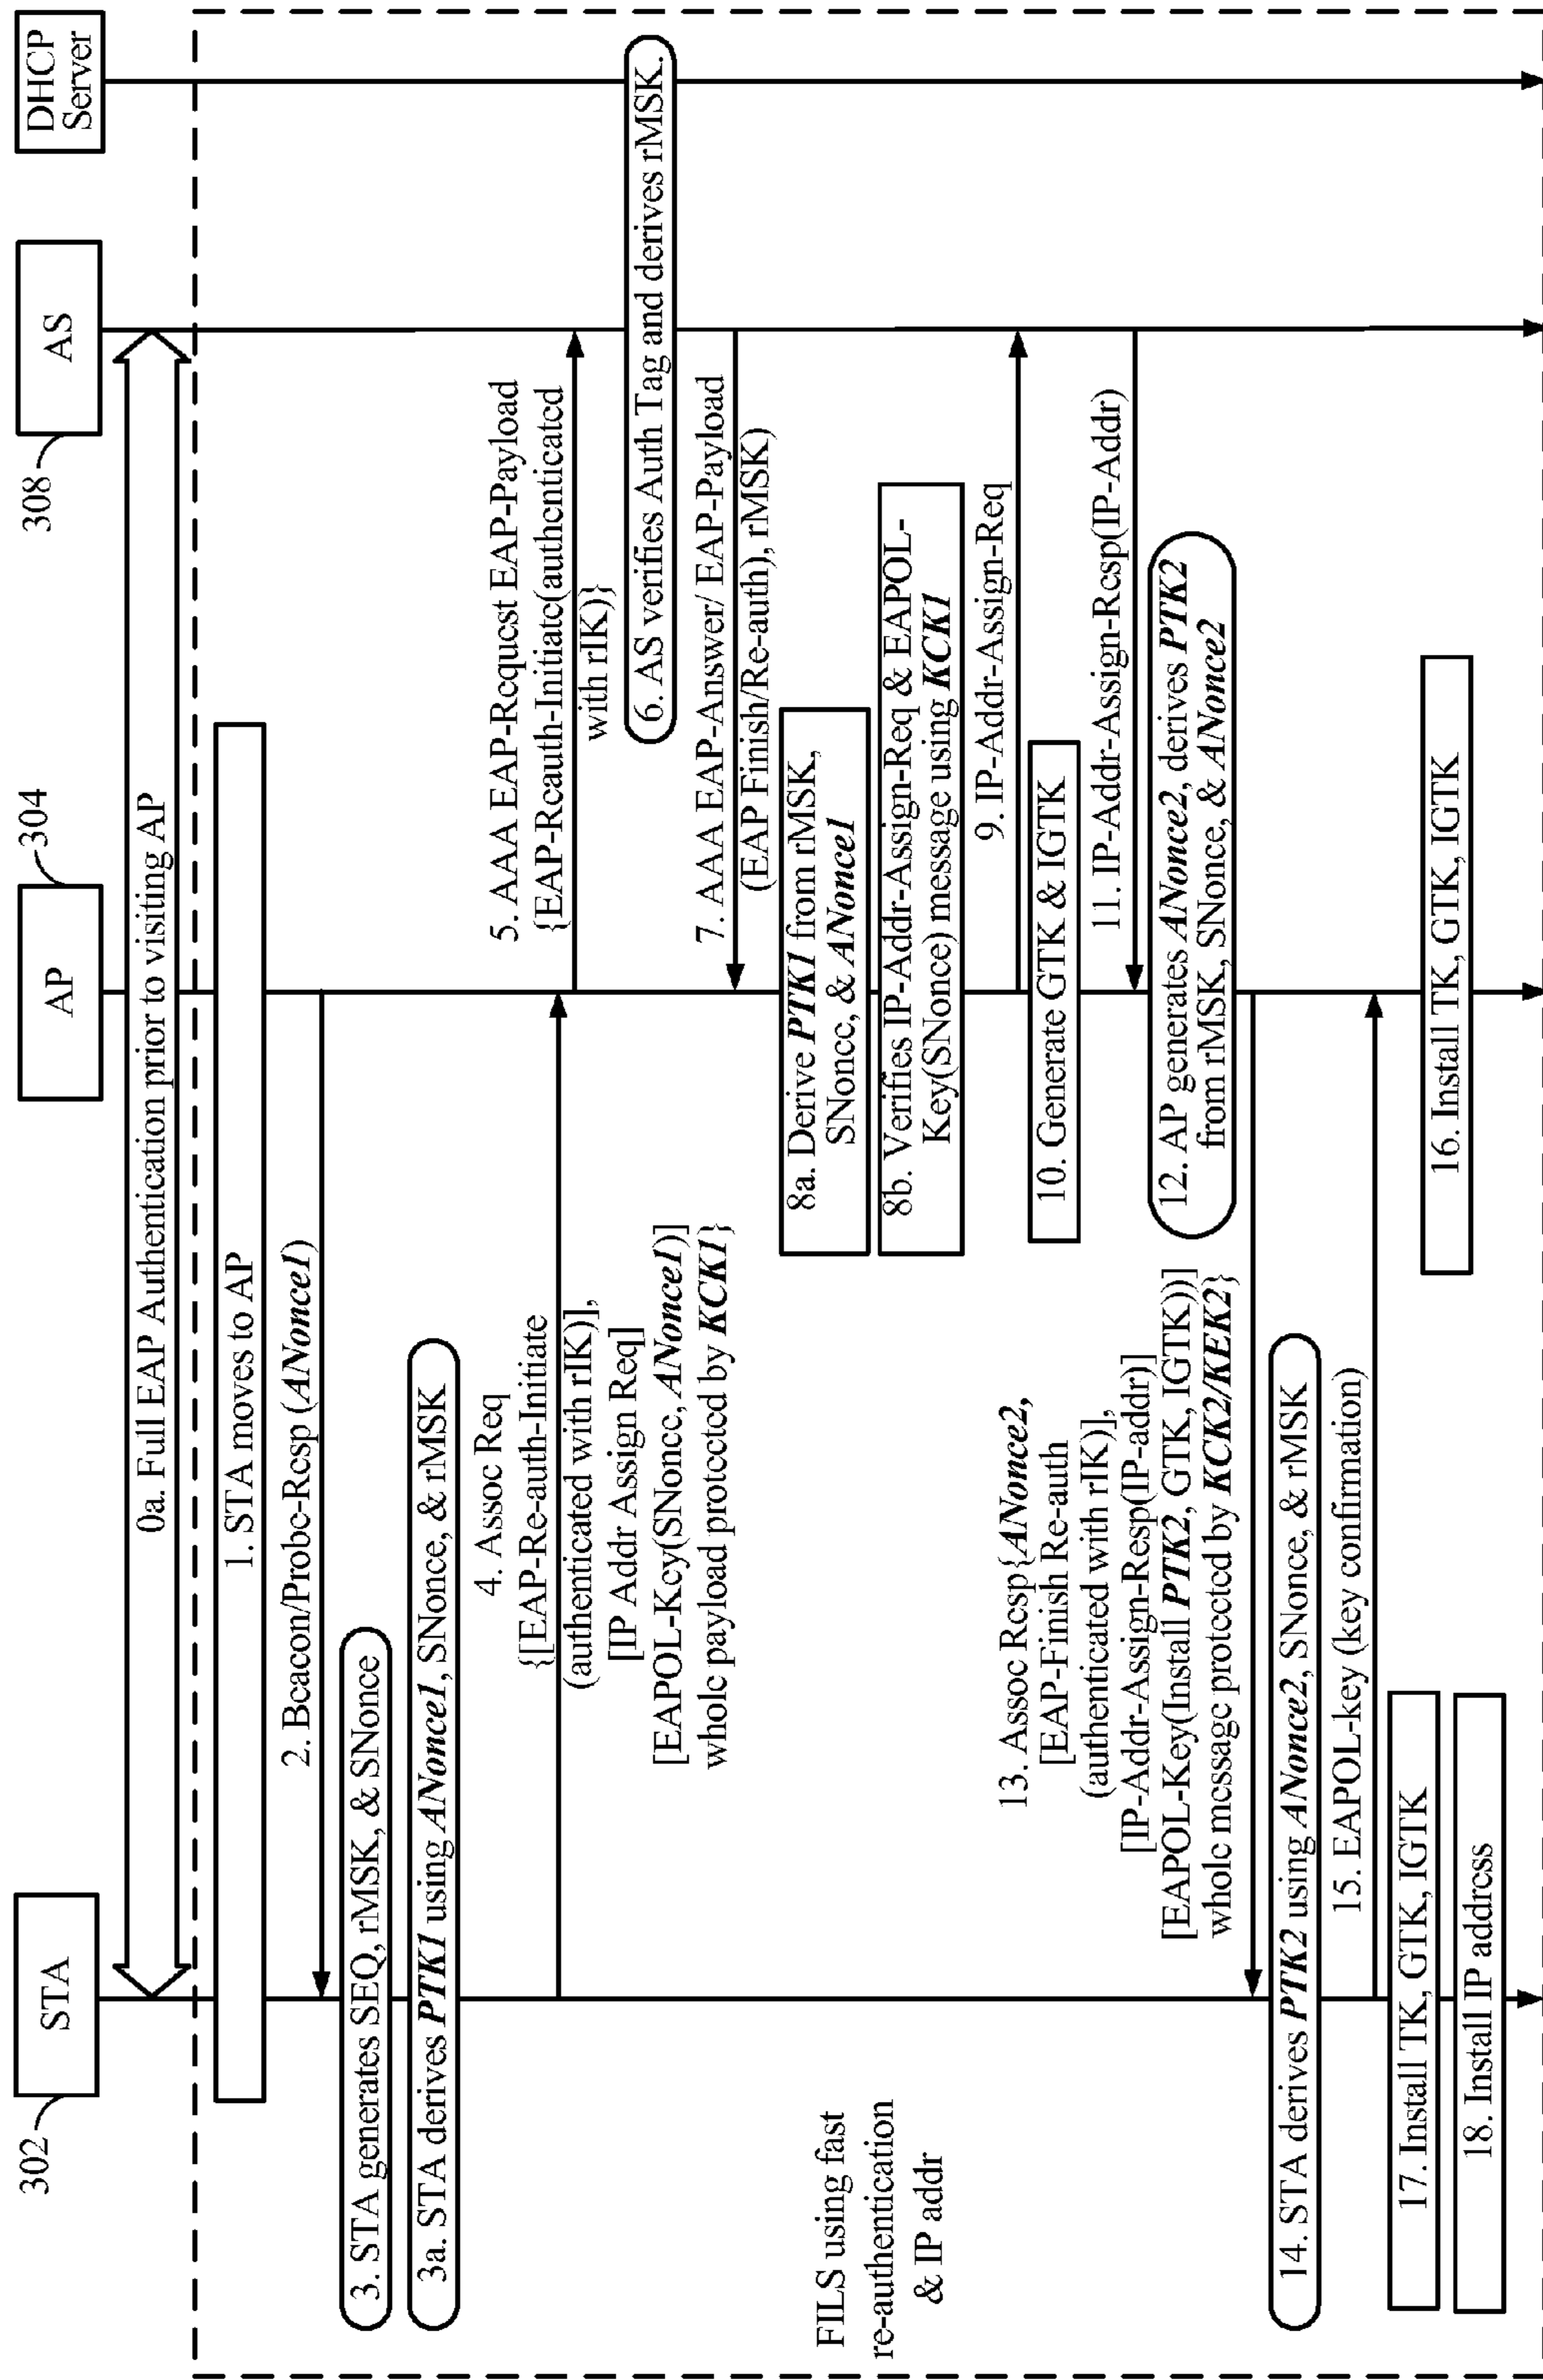 302
STA
304
AP
308
AS
DHCP
Server
0a. Full EAP Authentication prior to visiting AP
1. STA moves to AP
2. Beacon/Probe-Resp (ANonce1)
3. STA generates SEQ, rMSK, & SNonce
3a. STA derives PTK1 using ANonce1, SNonce, & rMSK
4. Assoc Req
{[EAP-Re-auth-Initiate
(authenticated with rIK)],
[IP Addr Assign Req]
[EAPOL-Key(SNonce, ANonce1)]
whole payload protected by KCK1}
5. AAA EAP-Request EAP-Payload
{EAP-Reauth-Initiate(authenticated
with rIK)}
6. AS verifies Auth Tag and derives rMSK.
7. AAA EAP-Answer/ EAP-Payload
(EAP Finish/Re-auth), rMSK)
8a. Derive PTK1 from rMSK,
SNonce, & ANonce1
8b. Verifies IP-Addr-Assign-Req & EAPOL-
Key(SNonce) message using KCK1
9. IP-Addr-Assign-Req
10. Generate GTK & IGTK
11. IP-Addr-Assign-Resp(IP-Addr)
12. AP generates ANonce2, derives PTK2
from rMSK, SNonce, & ANonce2
13. Assoc Resp{ANonce2,
[EAP-Finish Re-auth
(authenticated with rIK)],
[IP-Addr-Assign-Resp(IP-addr)]
[EAPOL-Key(Install PTK2, GTK, IGTK))]
whole message protected by KCK2/KEK2}
14. STA derives PTK2 using ANonce2, SNonce, & rMSK
15. EAPOL-key (key confirmation)
16. Install TK, GTK, IGTK
17. Install TK, GTK, IGTK
18. Install IP address
FILS using fast
re-authentication
& IP addr